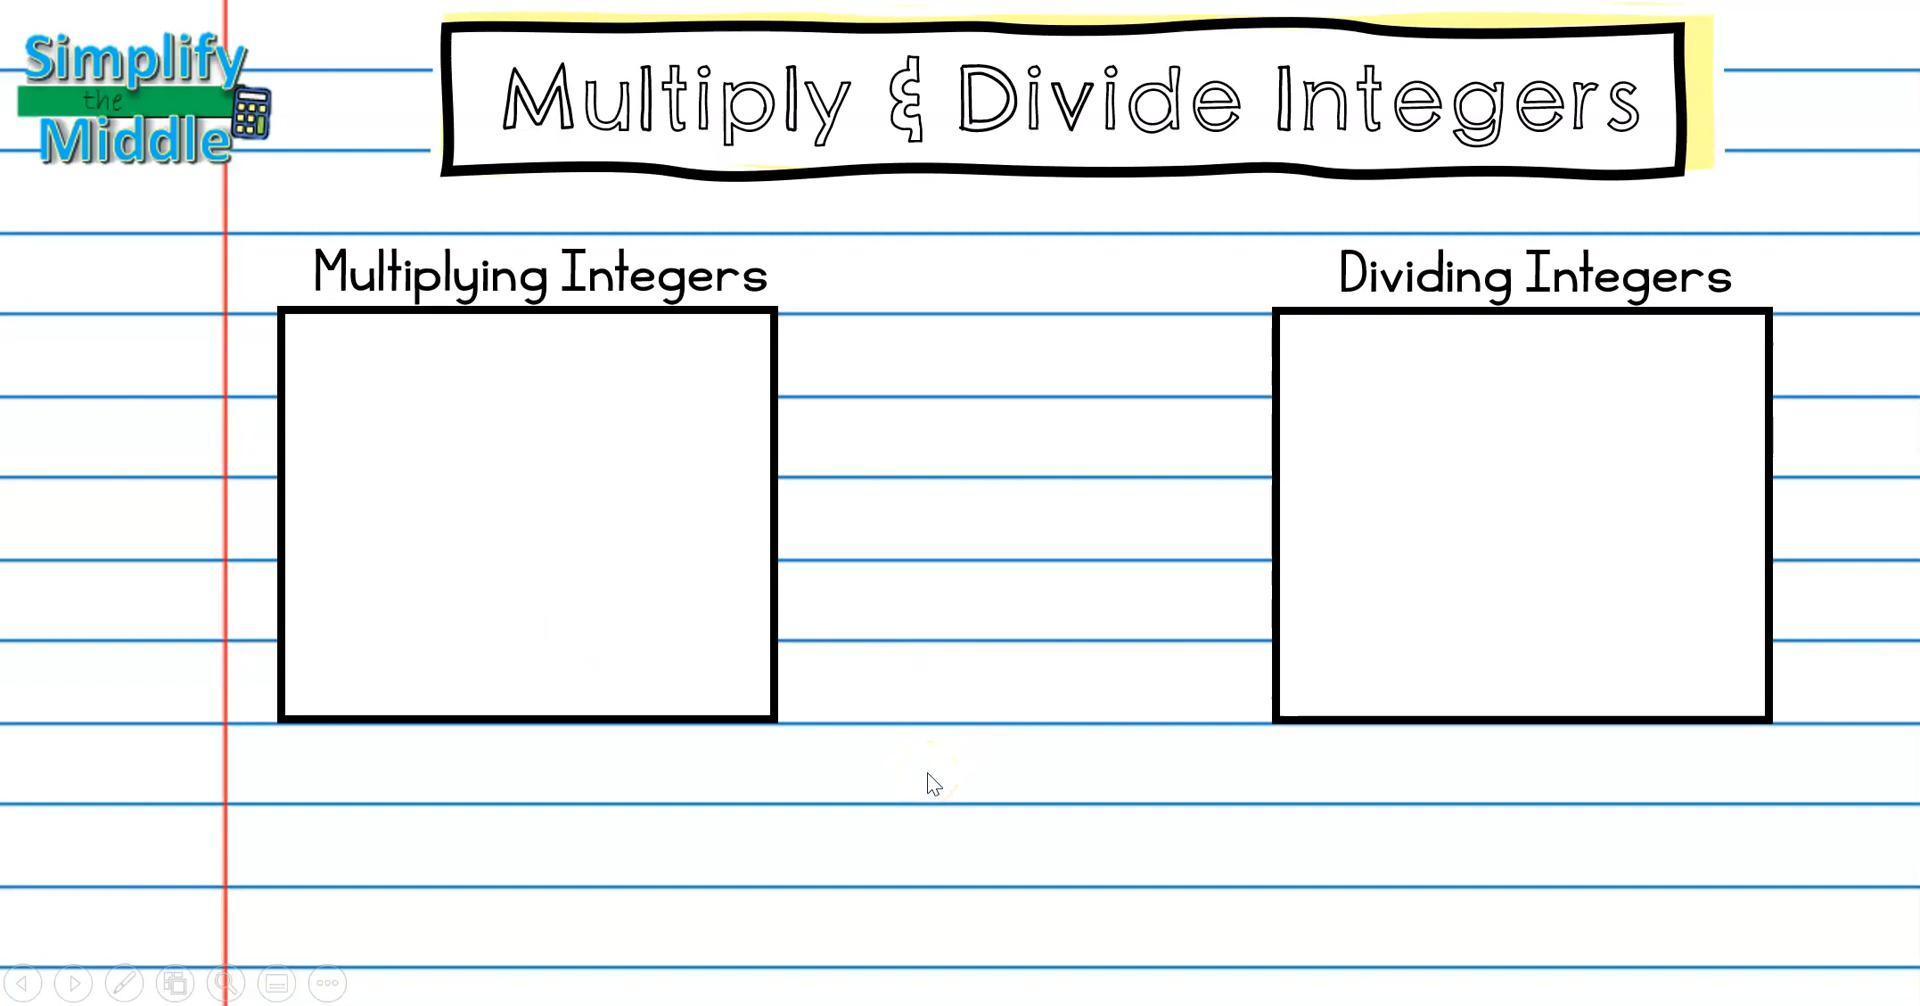 Simplify
the
Middle
Multiply & Divide Integers
Multiplying Integers
Dividing Integers